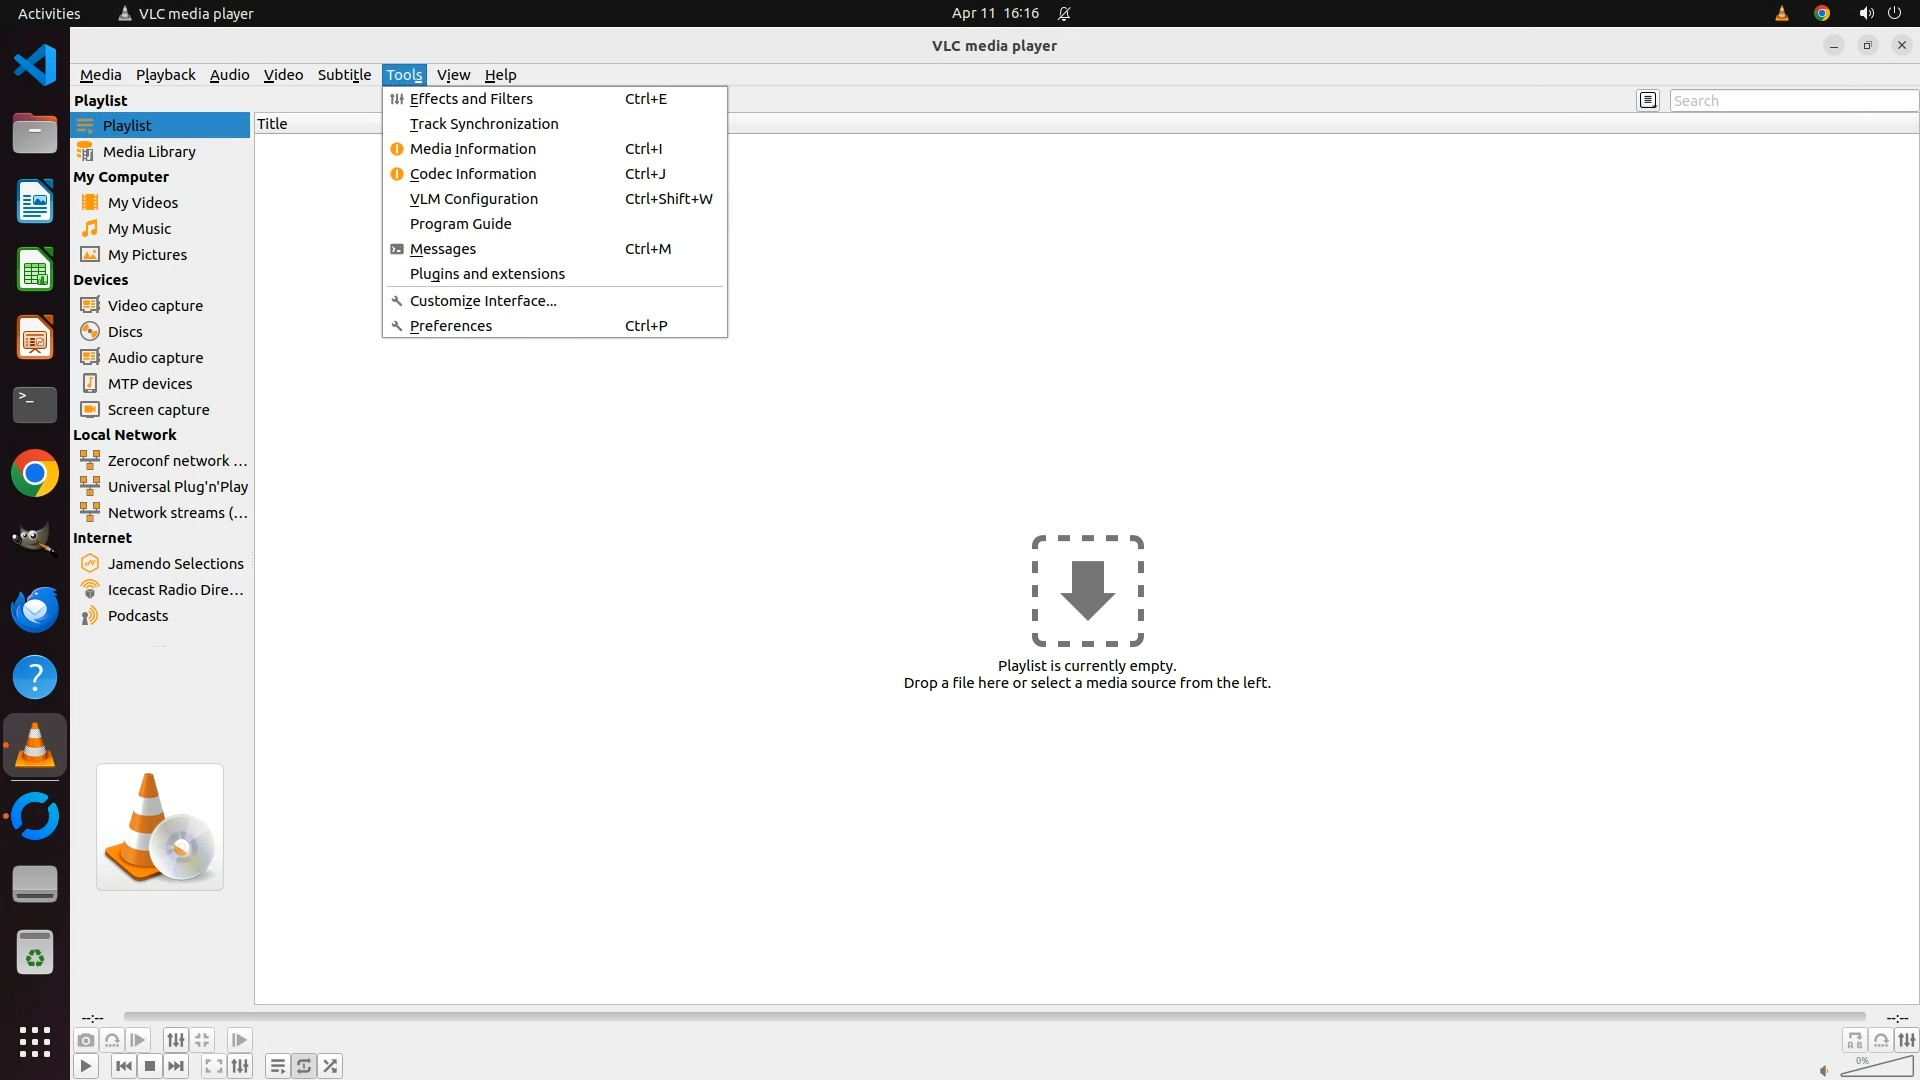 Activities
VLC media player
Apr 11 16:16
VLC media player
Media Playback Audio Video Subtitle Tools View Help
Playlist
Search
Playlist
Media Library
My Computer
My Videos
My Music
My Pictures
Devices
Video capture
Discs
Audio capture
MTP devices
Screen capture
Local Network
Zeroconf network ...
Universal Plug'n'Play
Network streams (...
Internet
Jamendo Selections
Icecast Radio Dire...
Podcasts
Title
Effects and Filters Ctrl+E
Track Synchronization
Media Information Ctrl+I
Codec Information Ctrl+J
VLM Configuration Ctrl+Shift+W
Program Guide
Messages Ctrl+M
Plugins and extensions
Customize Interface...
Preferences Ctrl+P
Playlist is currently empty.
Drop a file here or select a media source from the left.
--:-- --:--
A B
0%